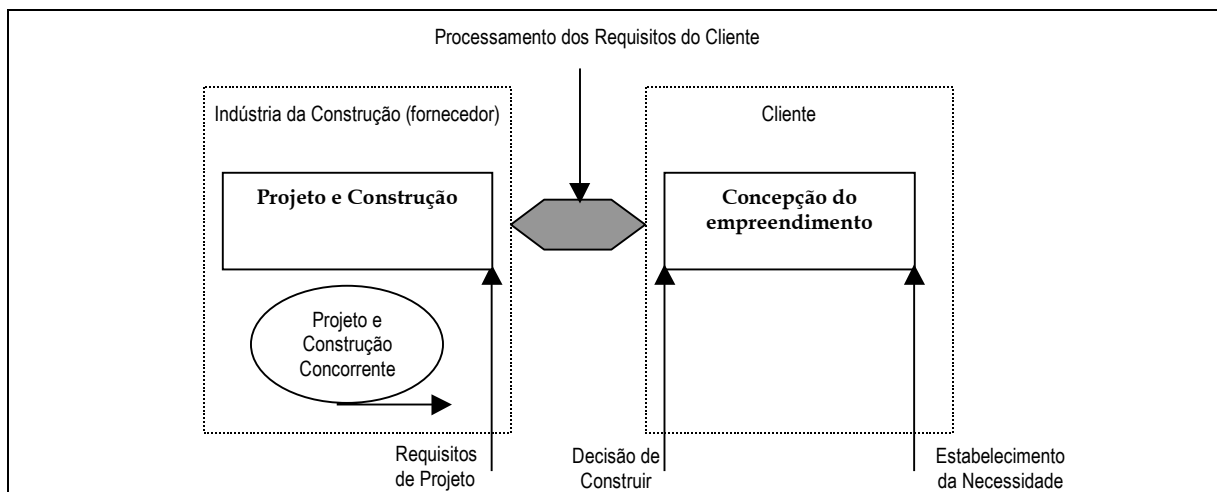 Processamento dos Requisitos do Cliente
Indústria da Construção (fornecedor)
Cliente
Projeto e Construção
Concepção do
empreendimento
Projeto e
Construção
Concorrente
Requisitos
de Projeto
Decisão de
Construir
Estabelecimento
da Necessidade